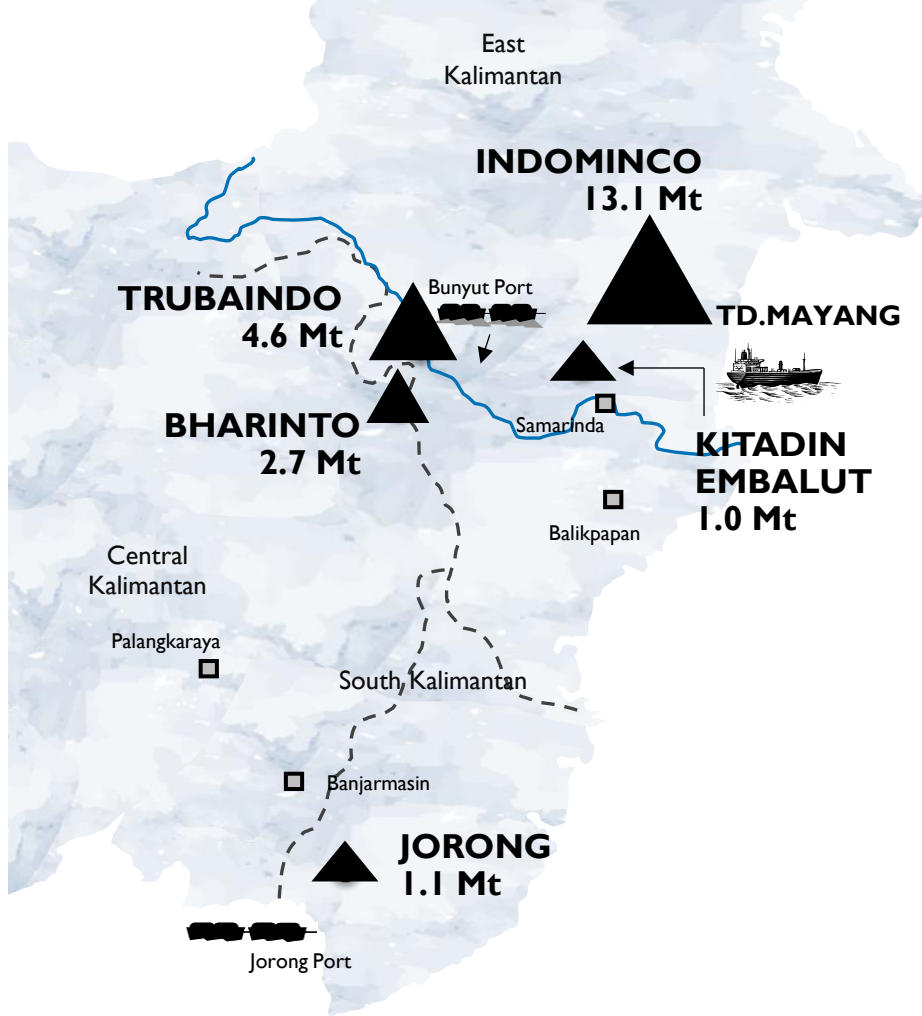 East
Kalimantan
INDOMINCO
13.1 Mt
TRUBAINDO
4.6 Mt
Bunyut Port
TD.MAYANG
BHARINTO
2.7 Mt
Samarinda
KITADIN
EMBALUT
1.0 Mt
Balikpapan
Central
Kalimantan
Palangkaraya
South Kalimantan
Banjarmasin
JORONG
1.1 Mt
Jorong Port